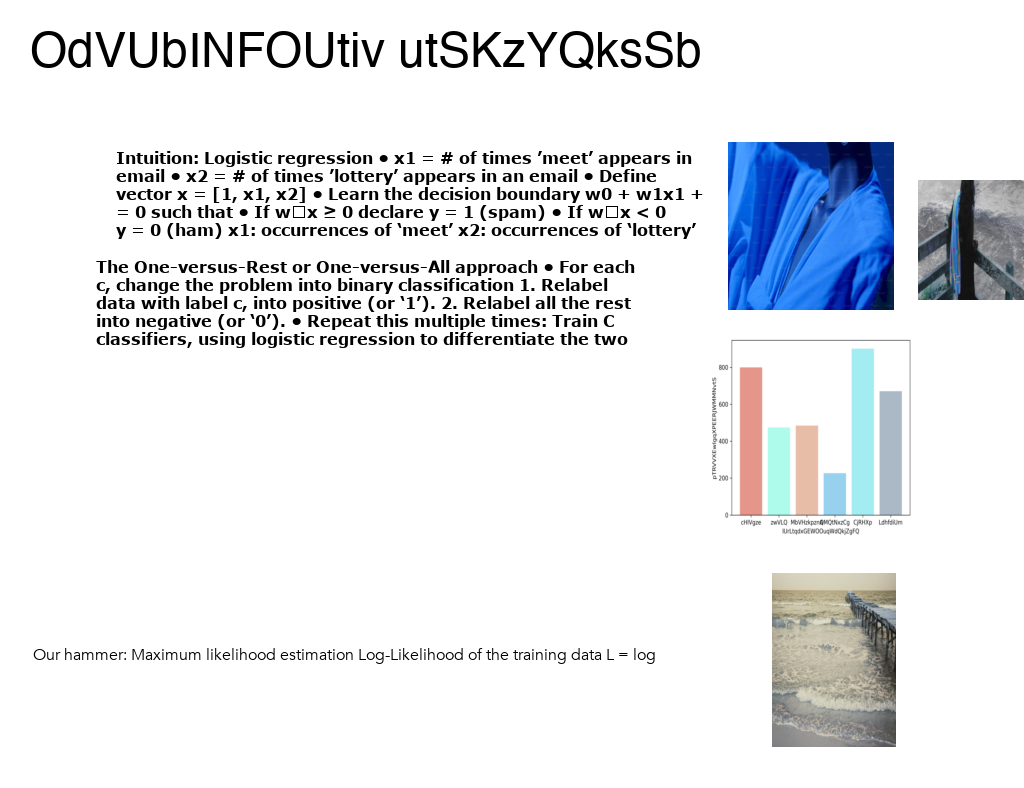 OdVUbINFOUtiv utSKzYQksSb
Intuition: Logistic regression • x1 = # of times ’meet’ appears in
email • x2 = # of times ’lottery’ appears in an email • Define
vector x = [1, x1, x2] • Learn the decision boundary w0 + w1x1 +
= 0 such that • If w□x ≥ 0 declare y = 1 (spam) • If w□x < 0
y = 0 (ham) x1: occurrences of ‘meet’ x2: occurrences of ‘lottery’
The One-versus-Rest or One-versus-All approach • For each
c, change the problem into binary classification 1. Relabel
data with label c, into positive (or ‘1’). 2. Relabel all the rest
into negative (or ‘0’). • Repeat this multiple times: Train C
classifiers, using logistic regression to differentiate the two
800
600
400
200
0
cHIVgze zwVLQ CJRHXp
Our hammer: Maximum likelihood estimation Log-Likelihood of the training data L = log